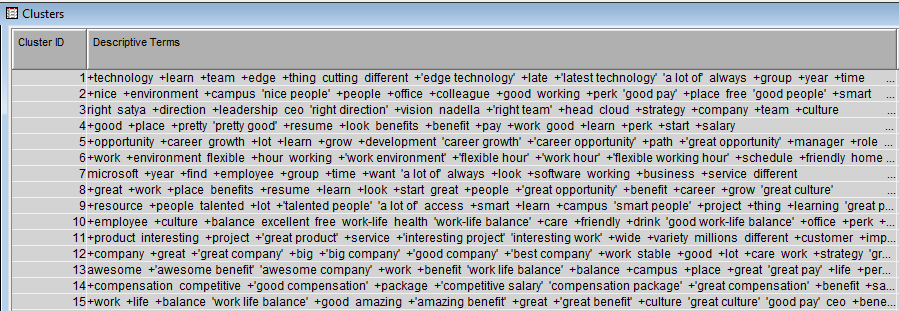 Clusters
Cluster ID Descriptive Terms
1 +technology +learn +team +edge +thing cutting different +'edge technology' +late +'latest technology' 'a lot of' always +group +year +time ...
2 +nice +environment +campus 'nice people' +people +office +colleague +good working +perk 'good pay' +place free 'good people' +smart ...
3 right satya +direction +leadership ceo 'right direction' +vision nadella +'right team' +head cloud +strategy +company +team +culture
4 +good +place +pretty 'pretty good' +resume +look benefits +benefit +pay +work good +learn +perk +start +salary
5 +opportunity +career growth +lot +learn +grow +development 'career growth' +'career opportunity' +path +'great opportunity' +manager +role ...
6 +work +environment flexible +hour working +'work environment' +'flexible hour' +'work hour' +'flexible working hour' +schedule +friendly home ...
7 microsoft +year +find +employee +group +time +want 'a lot of' always +look +software working +business +service different
8 +great +work +place benefits +resume +learn +look +start great +people +'great opportunity' +benefit +career +grow 'great culture'
9 +resource +people talented +lot +'talented people' 'a lot of' access +smart +learn +campus 'smart people' +project +thing +learning 'great p...
10 +employee +culture +balance excellent free work-life health 'work-life balance' +care +friendly +drink 'good work-life balance' +office +perk +...
11 +product interesting +project +'great product' +service +'interesting project' 'interesting work' +wide +variety millions different +customer +imp...
12 +company +great +'great company' +big +'big company' +'good company' +'best company' +work stable +good +lot +care work +strategy 'gr...
13 awesome +'awesome benefit' 'awesome company' +work +benefit 'work life balance' +balance +campus +place +great 'great pay' +life +per...
14 +compensation competitive +'good compensation' +package +'competitive salary' 'compensation package' +'great compensation' +benefit +sa...
15 +work +life +balance 'work life balance' +good amazing +'amazing benefit' +great +'great benefit' +culture 'great culture' 'good pay' ceo +bene...